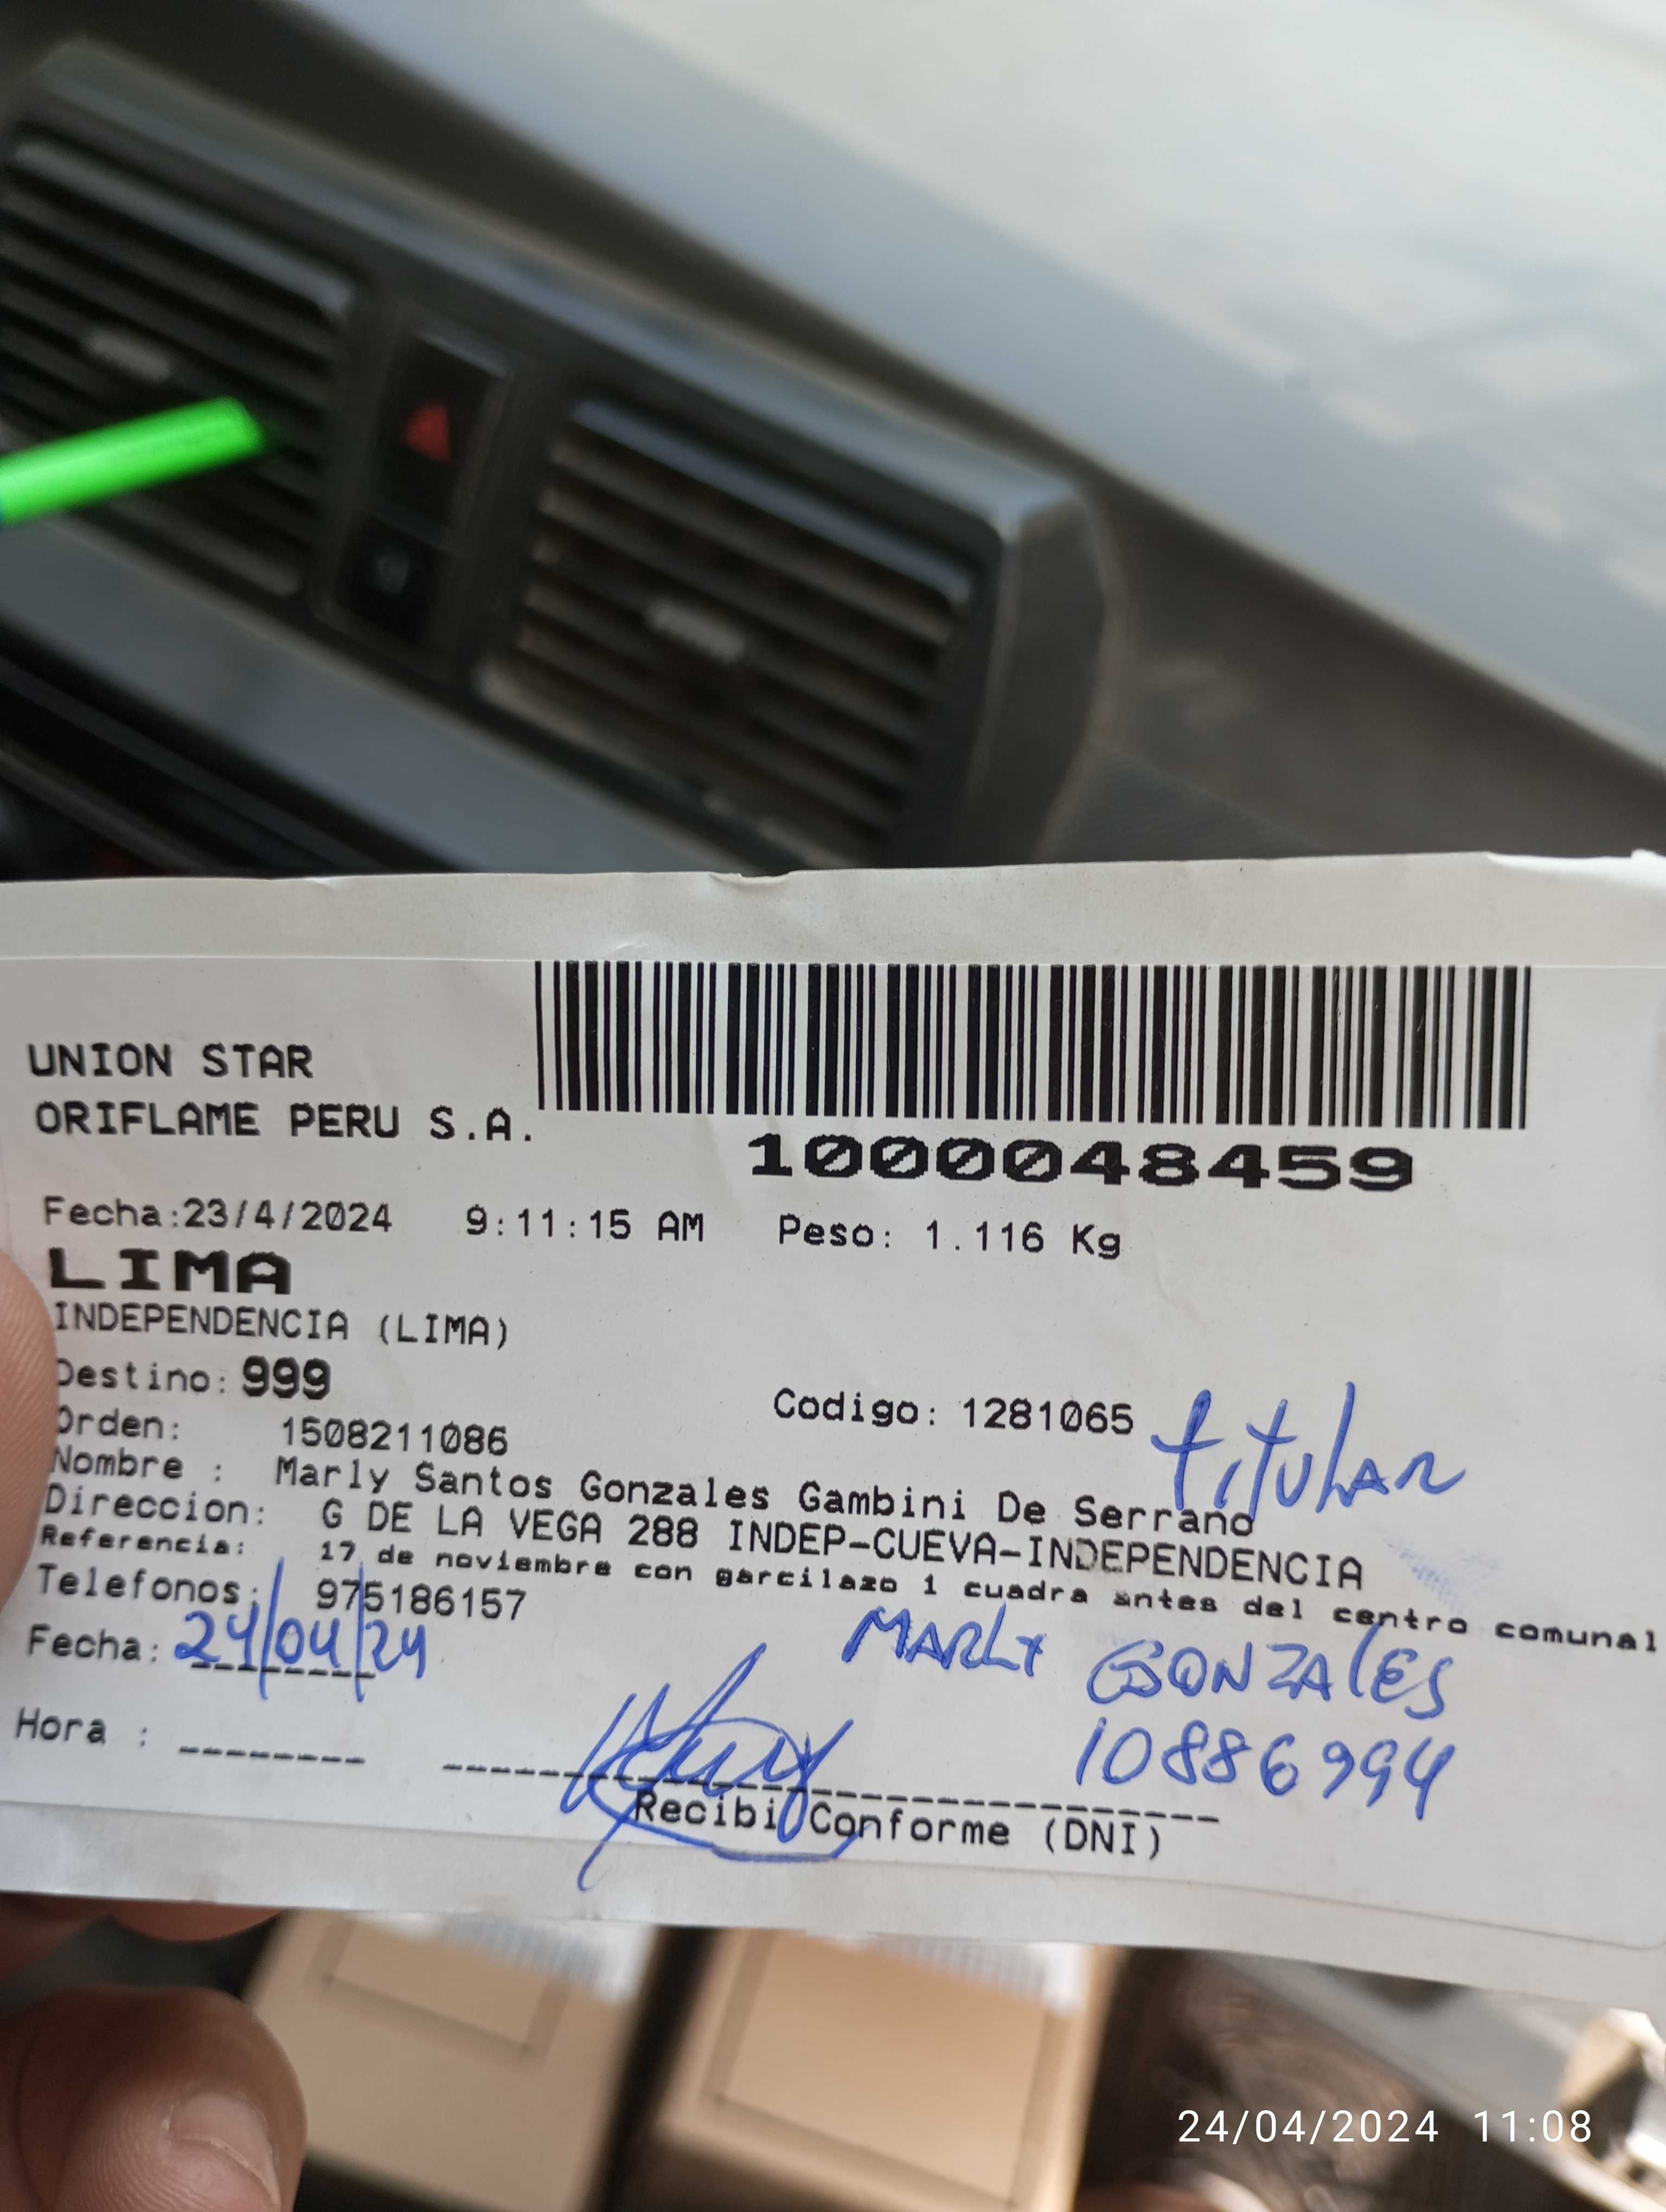 UNION STAR
ORIFLAME PERU S.A.
1000048459
Fecha:23/4/2024 9:11:15 AM Peso: 1.116 Kg
LIMA
INDEPENDENCIA (LIMA)
Destino: 999
Codigo: 1281065 titular
Orden: 1508211086
Nombre : Marly Santos Gonzales Gambini De Serrano
Direccion: G DE LA VEGA 288 INDEP-CUEVA-INDEPENDENCIA
Referencia: 17 de noviembre con garcilazo 1 cuadra antes del centro comunal
Telefonos: 975186157
Fecha: 24/04/24
MARLY GONZALES
10886994
Hora :
Recibi Conforme (DNI)
24/04/2024 11:08